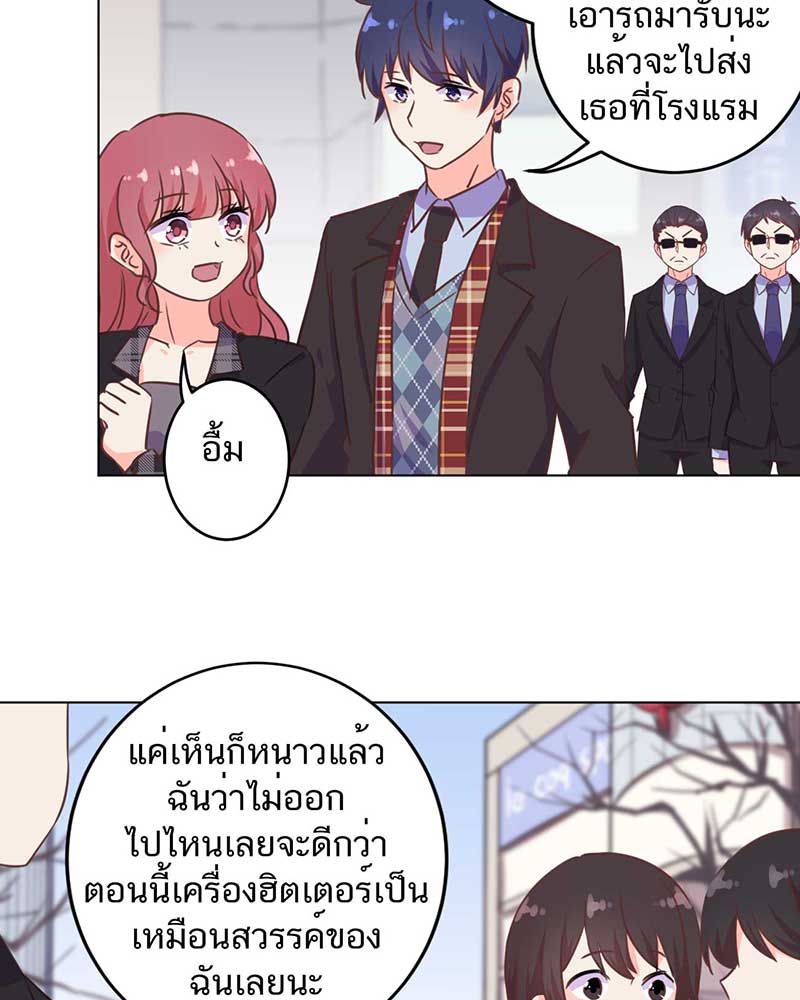 เอารถมารับนะ
แล้วจะไปส่ง
เธอที่โรงแรม
อื้ม
แค่เห็นก็หนาวแล้ว
ฉันว่าไม่ออก
ไปไหนเลยจะดีกว่า
ตอนนี้เครื่องฮิตเตอร์เป็น
เหมือนสวรรค์ของ
ฉันเลยนะ